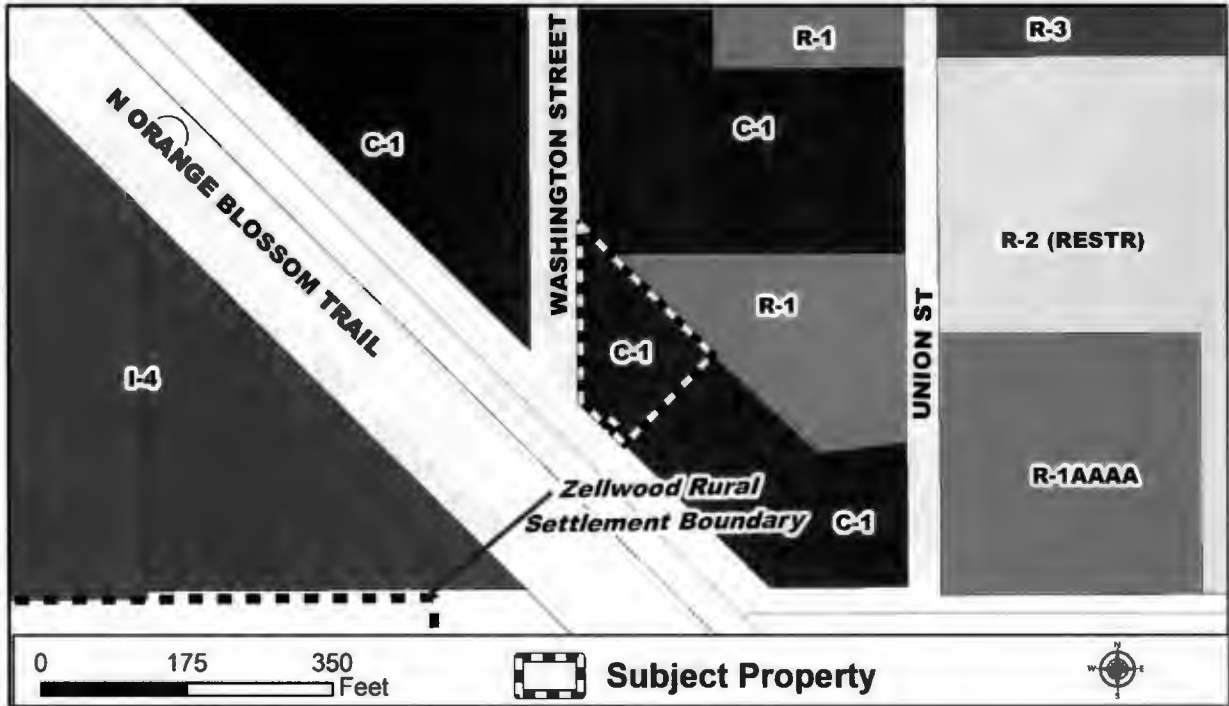 R-1
R-3
WASHINGTON STREET
N ORANGE BLOSSOM TRAIL
C-1
C-1
R-2 (RESTR)
R-1
UNION ST
C-1
I-4
R-1AAAA
Zellwood Rural
Settlement Boundary
C-1
0 175 350
Feet
Subject Property
N
W E
S